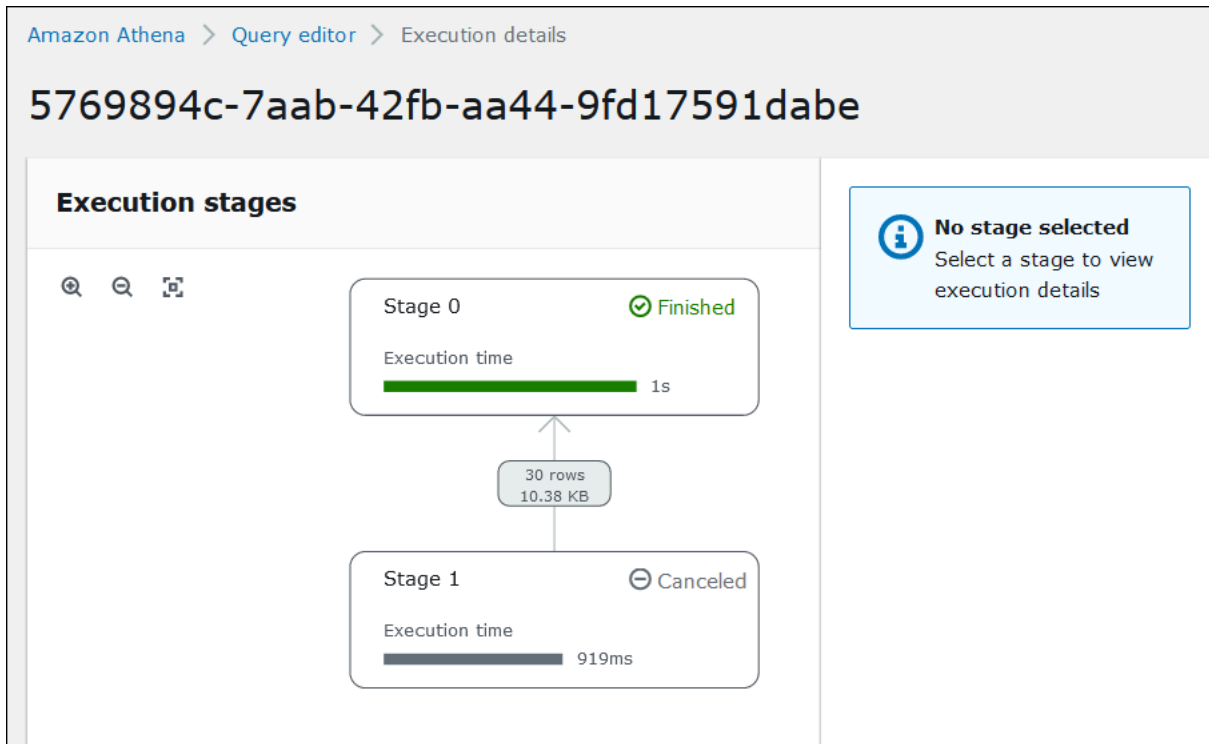 Amazon Athena > Query editor > Execution details
5769894c-7aab-42fb-aa44-9fd17591dabe
Execution stages
No stage selected
Select a stage to view
execution details
Stage 0 Finished
Execution time
1s
30 rows
10.38 KB
Stage 1 Canceled
Execution time
919ms